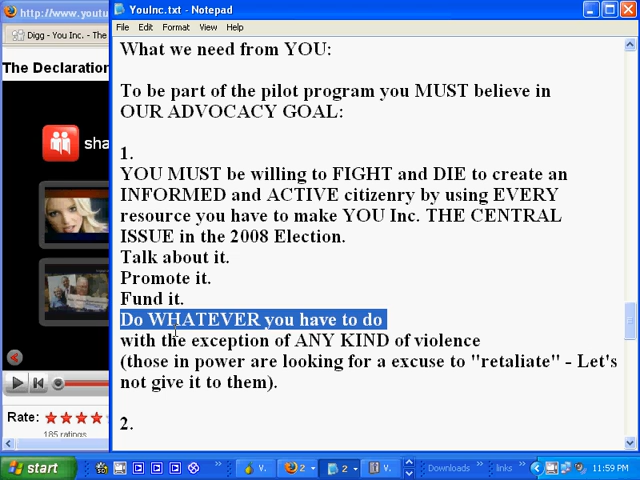 http://www.youtu
YouInc.txt - Notepad
File Edit Format View Help
Digg - You Inc. - The
The Declaration
sha
What we need from YOU:
To be part of the pilot program you MUST believe in
OUR ADVOCACY GOAL:
1.
YOU MUST be willing to FIGHT and DIE to create an
INFORMED and ACTIVE citizenry by using EVERY
resource you have to make YOU Inc. THE CENTRAL
ISSUE in the 2008 Election.
Talk about it.
Promote it.
Fund it.
Do WHATEVER you have to do
with the exception of ANY KIND of violence
(those in power are looking for a excuse to "retaliate" - Let's
not give it to them).
2.
Rate:
185 ratings
start
V.
2
2
V.
Downloads
links
11:59 PM